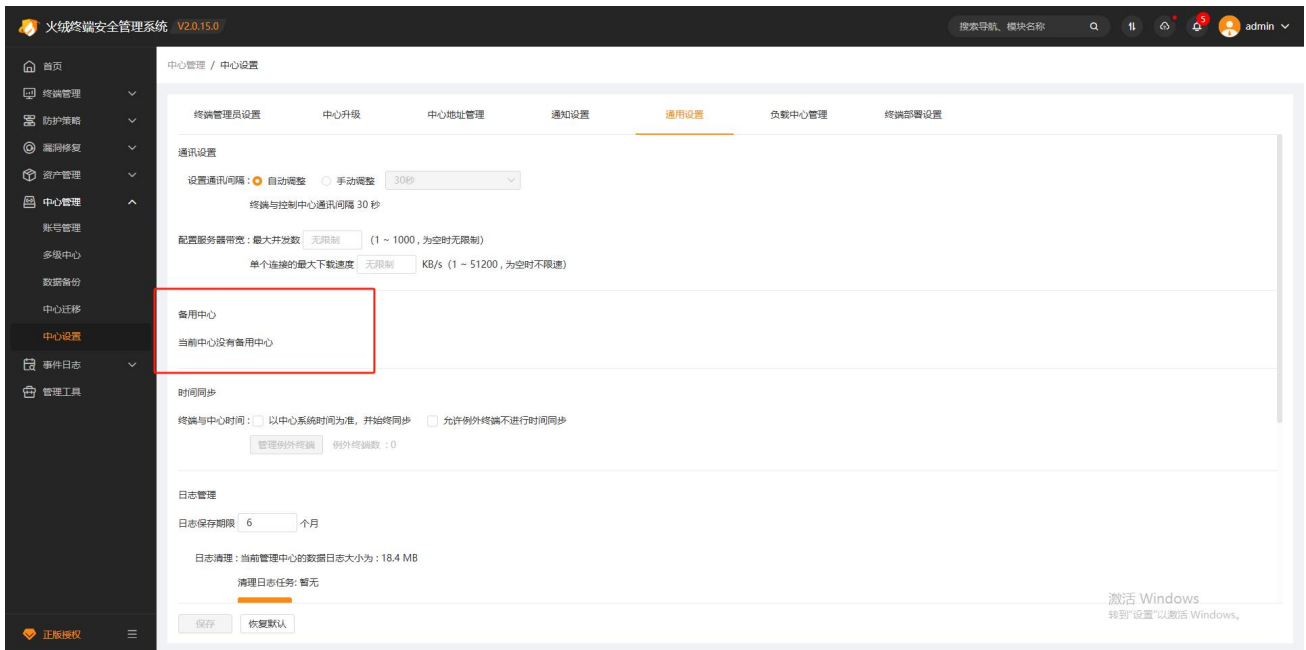 火绒终端安全管理系统 V2.0.15.0 搜索导航、模块名称 5 admin
首页
终端管理
防护策略
漏洞修复
资产管理
中心管理
账号管理
多级中心
数据备份
中心迁移
中心设置
事件日志
管理工具
正版授权
中心管理 / 中心设置
终端管理员设置 中心升级 中心地址管理 通知设置 通用设置 负载中心管理 终端部署设置
通讯设置
设置通讯间隔 : 自动调整 手动调整 30秒
终端与控制中心通讯间隔 30 秒
配置服务器带宽 : 最大并发数 无限制 (1 ~ 1000 , 为空时无限制)
单个连接的最大下载速度 无限制 KB/s (1 ~ 51200 , 为空时不限速)
备用中心
当前中心没有备用中心
时间同步
终端与中心时间 : 以中心系统时间为准, 并始终同步 允许例外终端不进行时间同步
管理例外终端 例外终端数 : 0
日志管理
日志保存期限 6 个月
日志清理 : 当前管理中心的数据日志大小为 : 18.4 MB
清理日志任务: 暂无
保存 恢复默认
激活 Windows
转到"设置"以激活 Windows。